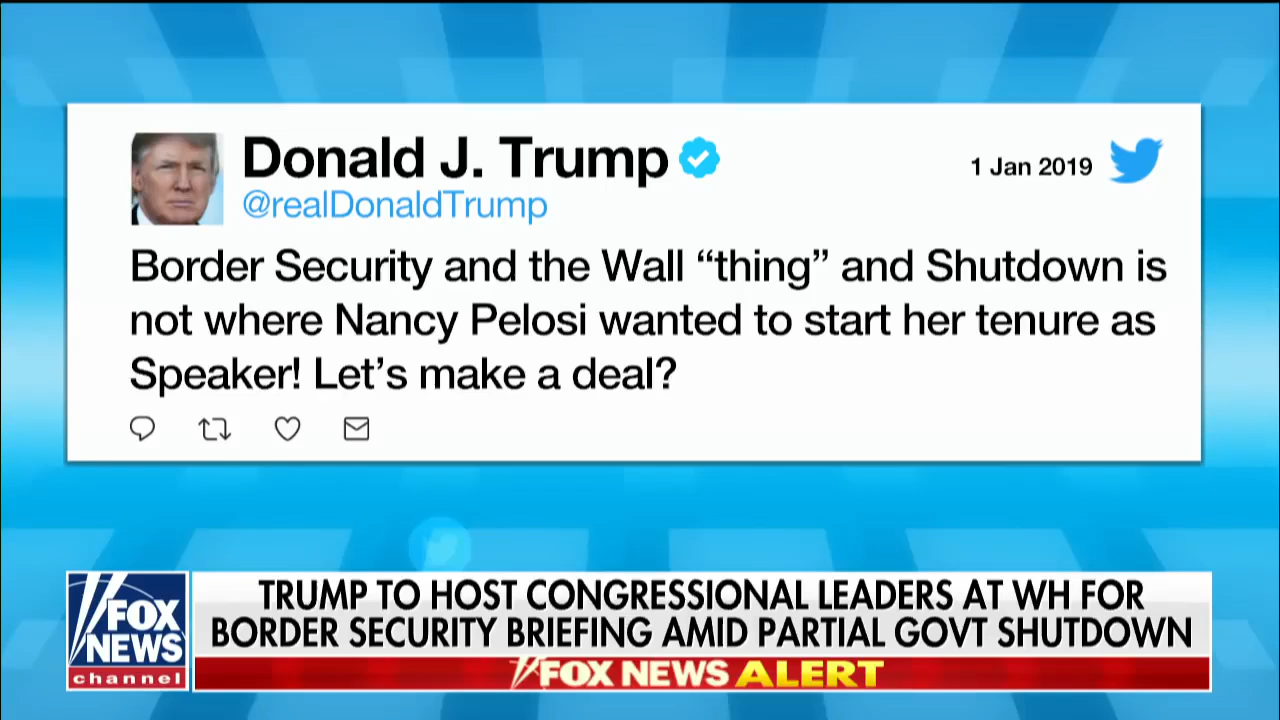 Donald J. Trump
1 Jan 2019
@realDonaldTrump
Border Security and the Wall “thing” and Shutdown is
not where Nancy Pelosi wanted to start her tenure as
Speaker! Let’s make a deal?
TRUMP TO HOST CONGRESSIONAL LEADERS AT WH FOR
BORDER SECURITY BRIEFING AMID PARTIAL GOVT SHUTDOWN
FOX
NEWS
channel
FOX NEWS ALERT